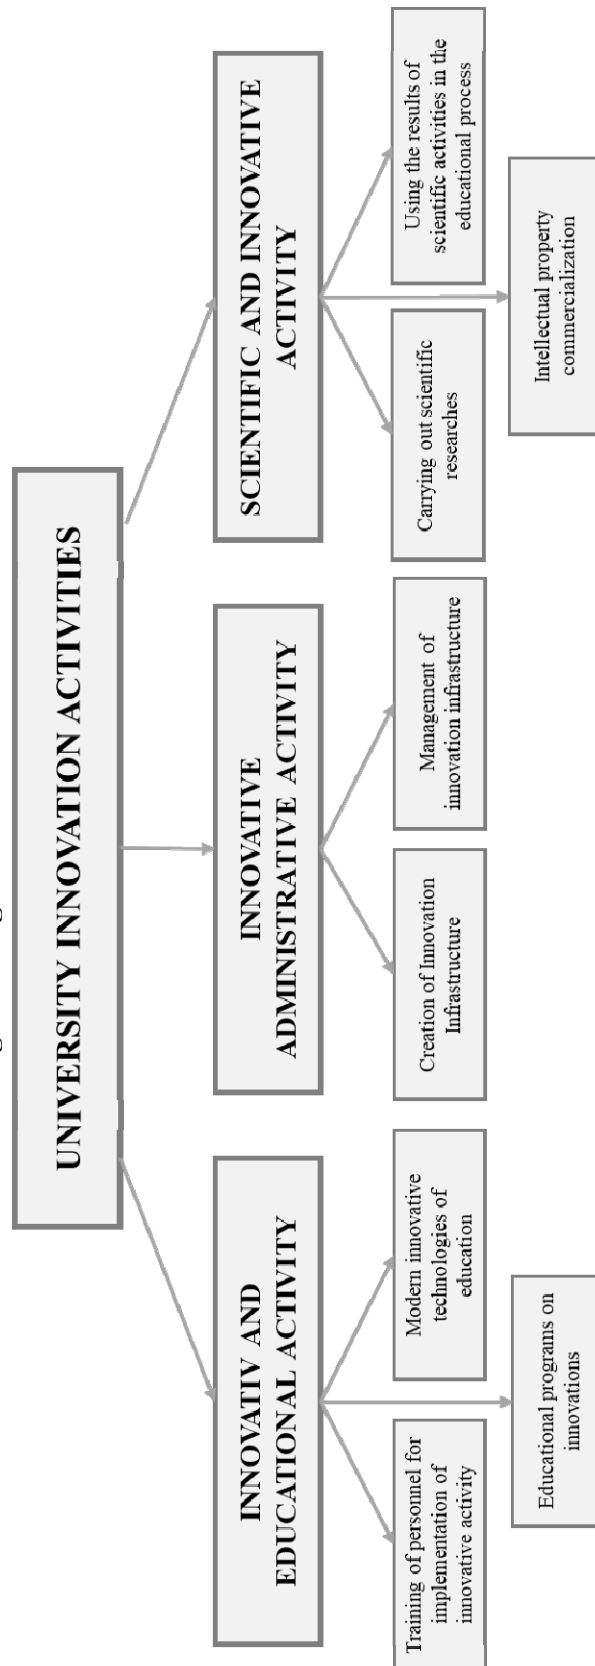 UNIVERSITY INNOVATION ACTIVITIES
INNOVATIV AND
EDUCATIONAL ACTIVITY
INNOVATIVE
ADMINISTRATIVE ACTIVITY
SCIENTIFIC AND INNOVATIVE
ACTIVITY
Training of personnel for
implementation of
innovative activity
Modern innovative
technologies of
education
Creation of Innovation
Infrastructure
Management of
innovation infrastructure
Carrying out scientific
researches
Using the results of
scientific activities in the
educational process
Educational programs on
innovations
Intellectual property
commercialization